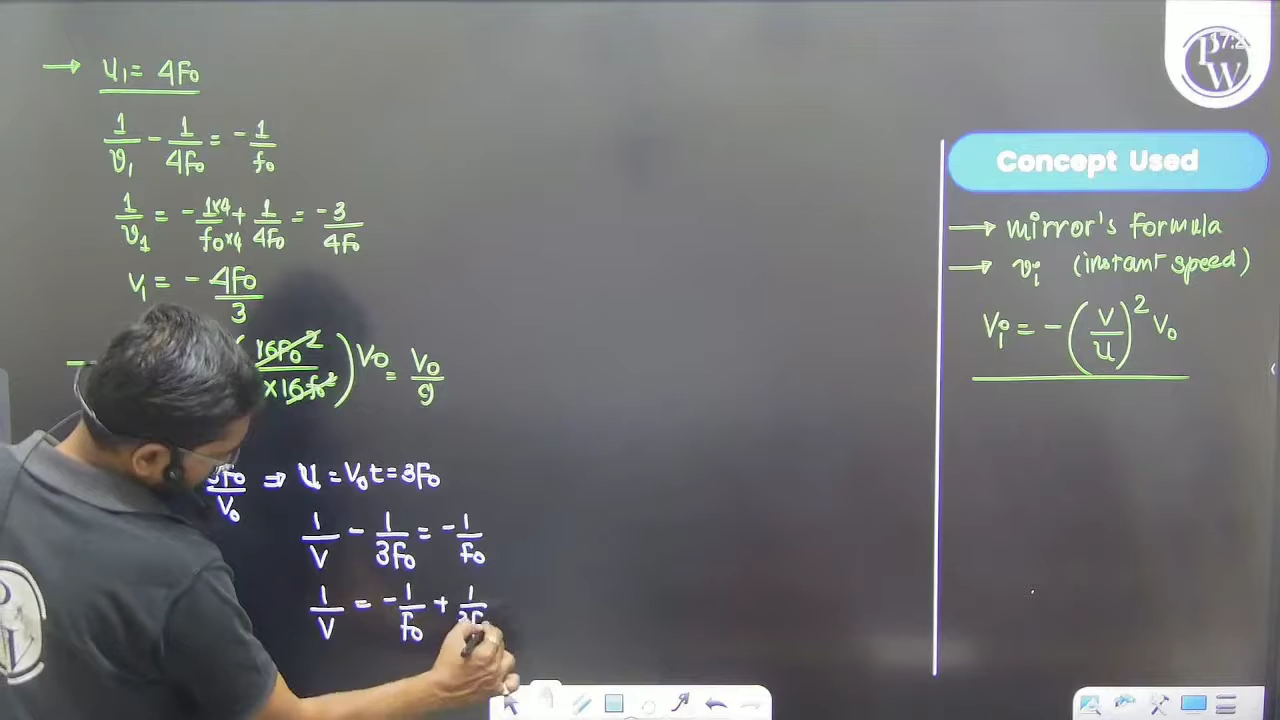 → u₁ = 4F₀
1/v₁ - 1/4F₀ = - 1/f₀
1/v₁ = - 1×4/f₀×4 + 1/4F₀ = -3/4F₀
v₁ = - 4F₀/3
16F₀²/×16f₀²) V₀ = V₀/9
3F₀/V₀ ⇒ u = V₀t = 3F₀
1/V - 1/3F₀ = - 1/f₀
1/V = - 1/f₀ + 1/3F
PW
Concept Used
→ mirror's formula
→ vᵢ (instant speed)
Vᵢ = - (V/u)² V₀